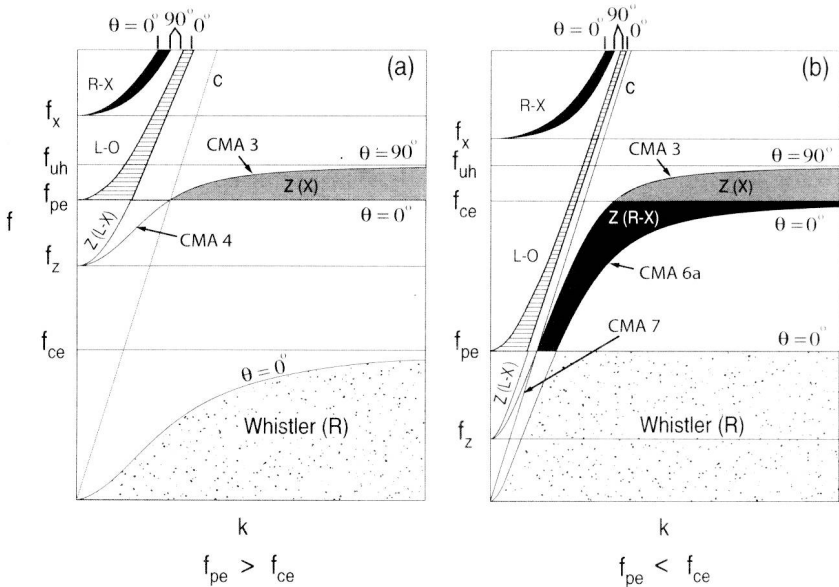 θ = 0° 90° 0°
(a)
R-X
C
f_x
L-O
CMA 3
θ = 90°
f_uh
f_pe
Z (X)
θ = 0°
f
Z (L-X)
CMA 4
f_z
f_ce
θ = 0°
Whistler (R)
k
f_pe > f_ce
θ = 0° 90° 0°
(b)
R-X
C
f_x
CMA 3
θ = 90°
f_uh
Z (X)
f_ce
Z (R-X)
θ = 0°
L-O
CMA 6a
CMA 7
f_pe
θ = 0°
Z (L-X)
Whistler (R)
f_z
k
f_pe < f_ce